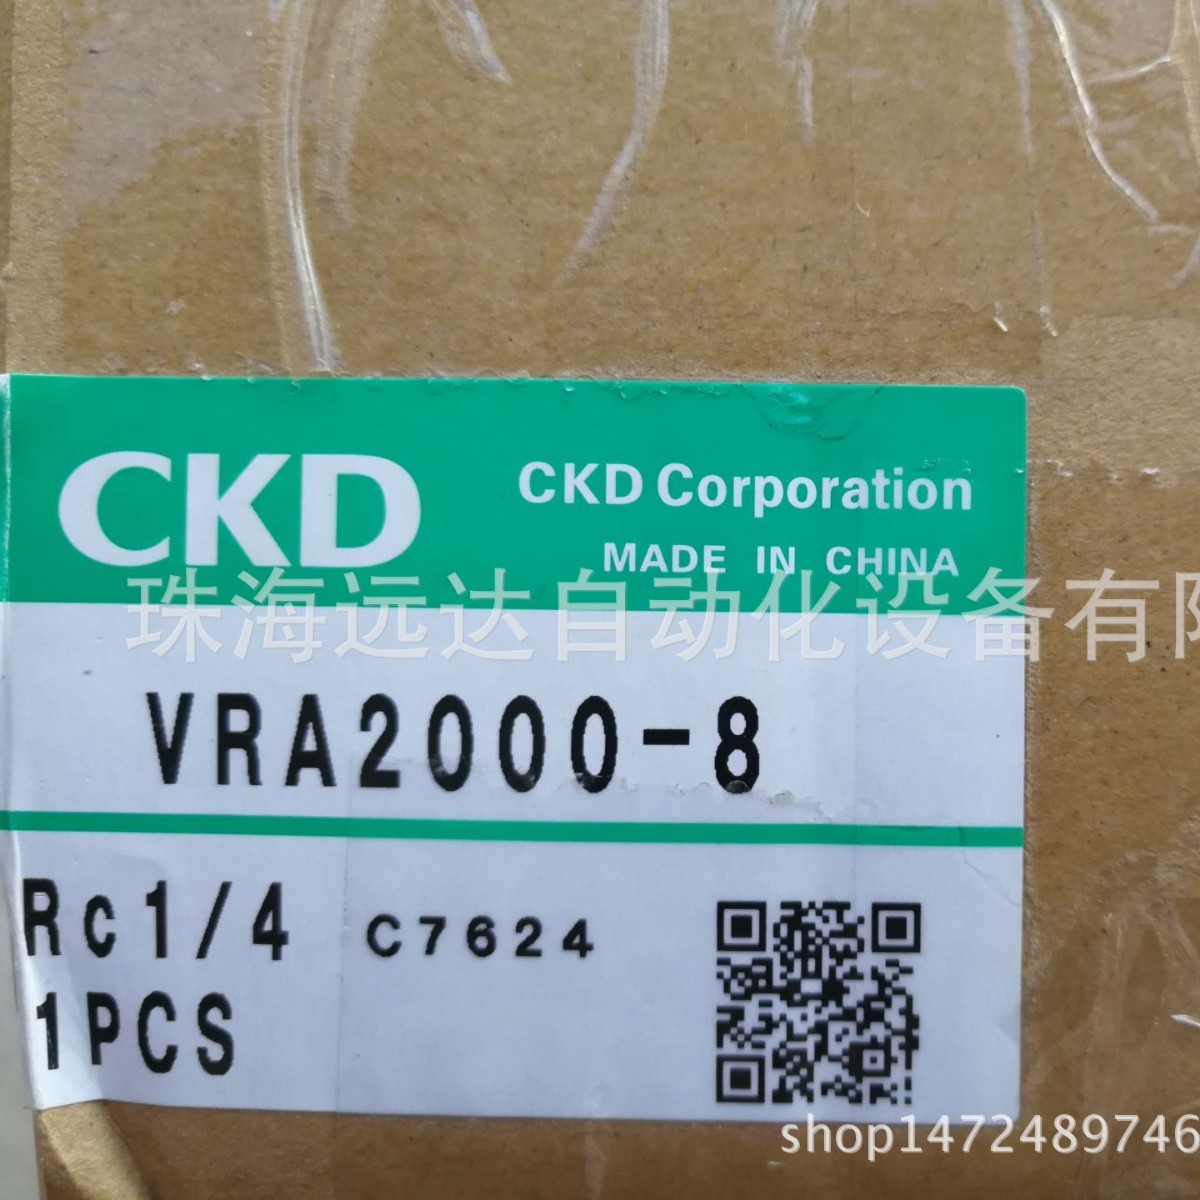 CKD
CKD Corporation
MADE IN CHINA
珠海远达自动化设备有
VRA2000-8
Rc1/4 C7624
1PCS
shop1472489746